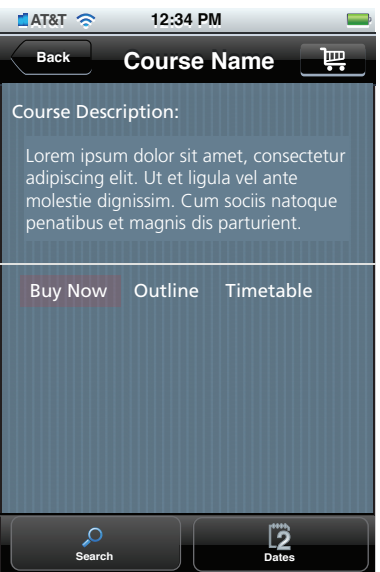 AT&T 12:34 PM
Back Course Name
Course Description:
Lorem ipsum dolor sit amet, consectetur
adipiscing elit. Ut et ligula vel ante
molestie dignissim. Cum sociis natoque
penatibus et magnis dis parturient.
Buy Now Outline Timetable
2
Search Dates